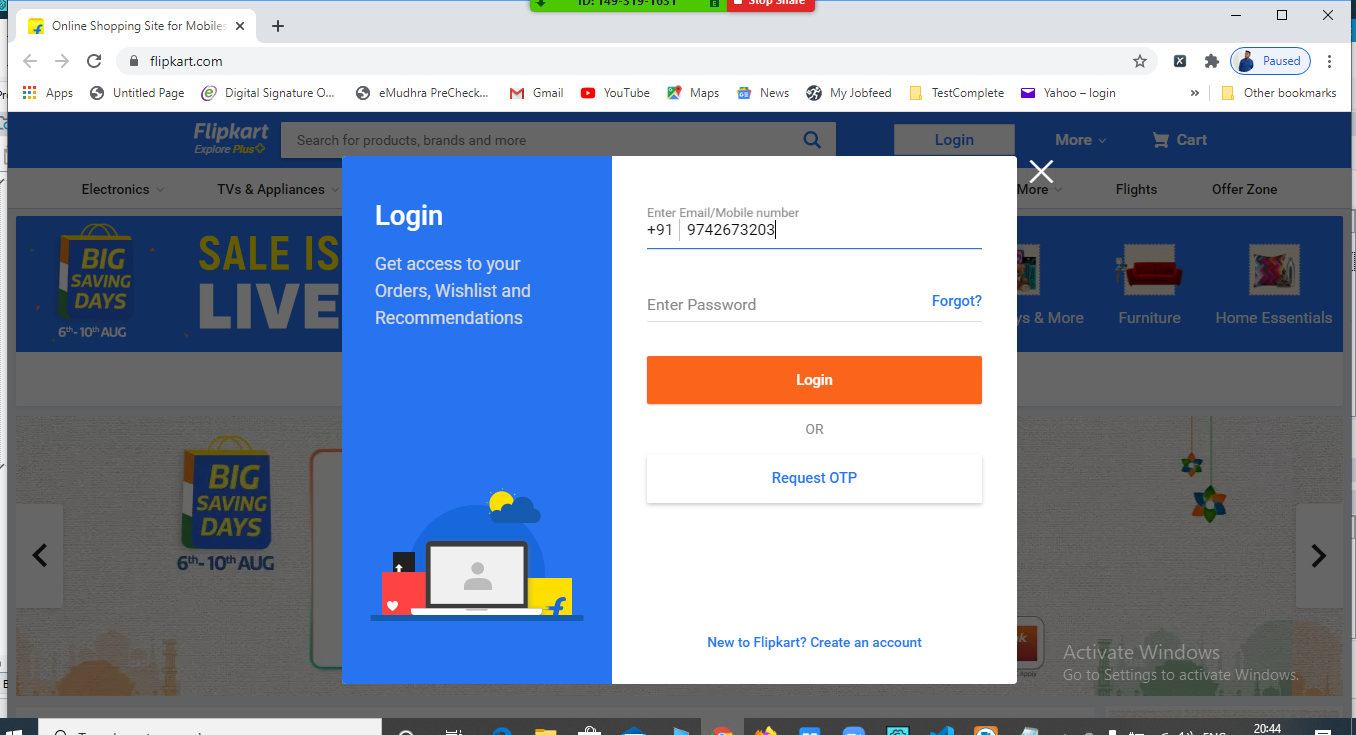 ID: 149-319-1631
Stop Share
Online Shopping Site for Mobiles
flipkart.com
Paused
Apps
Untitled Page
Digital Signature O...
eMudhra PreCheck...
Gmail
YouTube
Maps
News
My Jobfeed
TestComplete
Yahoo – login
»
Other bookmarks
Flipkart
Explore Plus
Search for products, brands and more
Login
More
Cart
Electronics
TVs & Appliances
More
Flights
Offer Zone
BIG
SAVING
DAYS
6th-10th AUG
SALE IS
LIVE
ys & More
Furniture
Home Essentials
Login
Get access to your
Orders, Wishlist and
Recommendations
Enter Email/Mobile number
+91 9742673203
Enter Password
Forgot?
Login
OR
Request OTP
New to Flipkart? Create an account
BIG
SAVING
DAYS
6th-10th AUG
Activate Windows
Go to Settings to activate Windows.
20:44
ENG